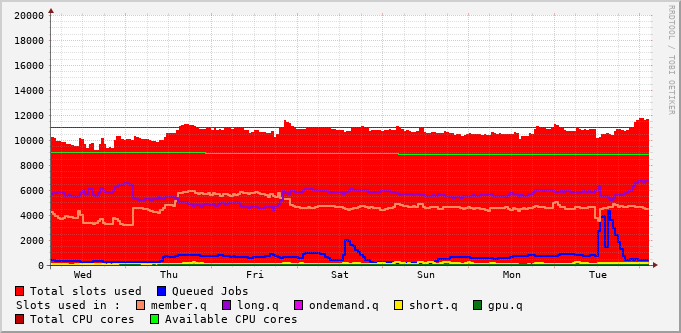 RRDTOOL / TOBI OETIKER
20000
18000
16000
14000
12000
10000
8000
6000
4000
2000
0
Wed Thu Fri Sat Sun Mon Tue
Total slots used Queued Jobs
Slots used in : member.q long.q ondemand.q short.q gpu.q
Total CPU cores Available CPU cores